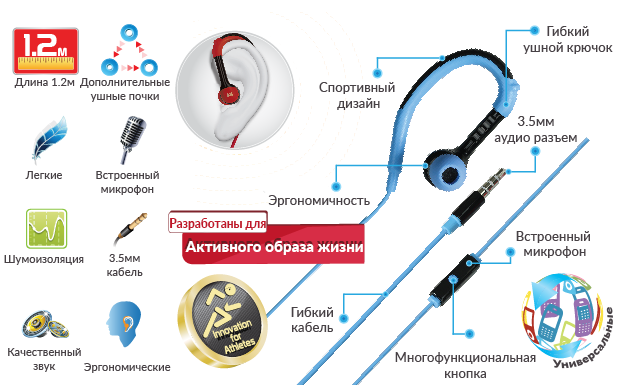 1.2м
Длина 1.2м
Дополнительные
ушные почки
Легкие
Встроенный
микрофон
Шумоизоляция
3.5мм
кабель
Качественный
звук
Эргономические
Спортивный
дизайн
Гибкий
ушной крючок
3.5мм
аудио разъем
Эргономичность
Разработаны для
Активного образа жизни
Встроенный
микрофон
Гибкий
кабель
Многофункциональная
кнопка
Innovation
for
Athletes
Универсальные